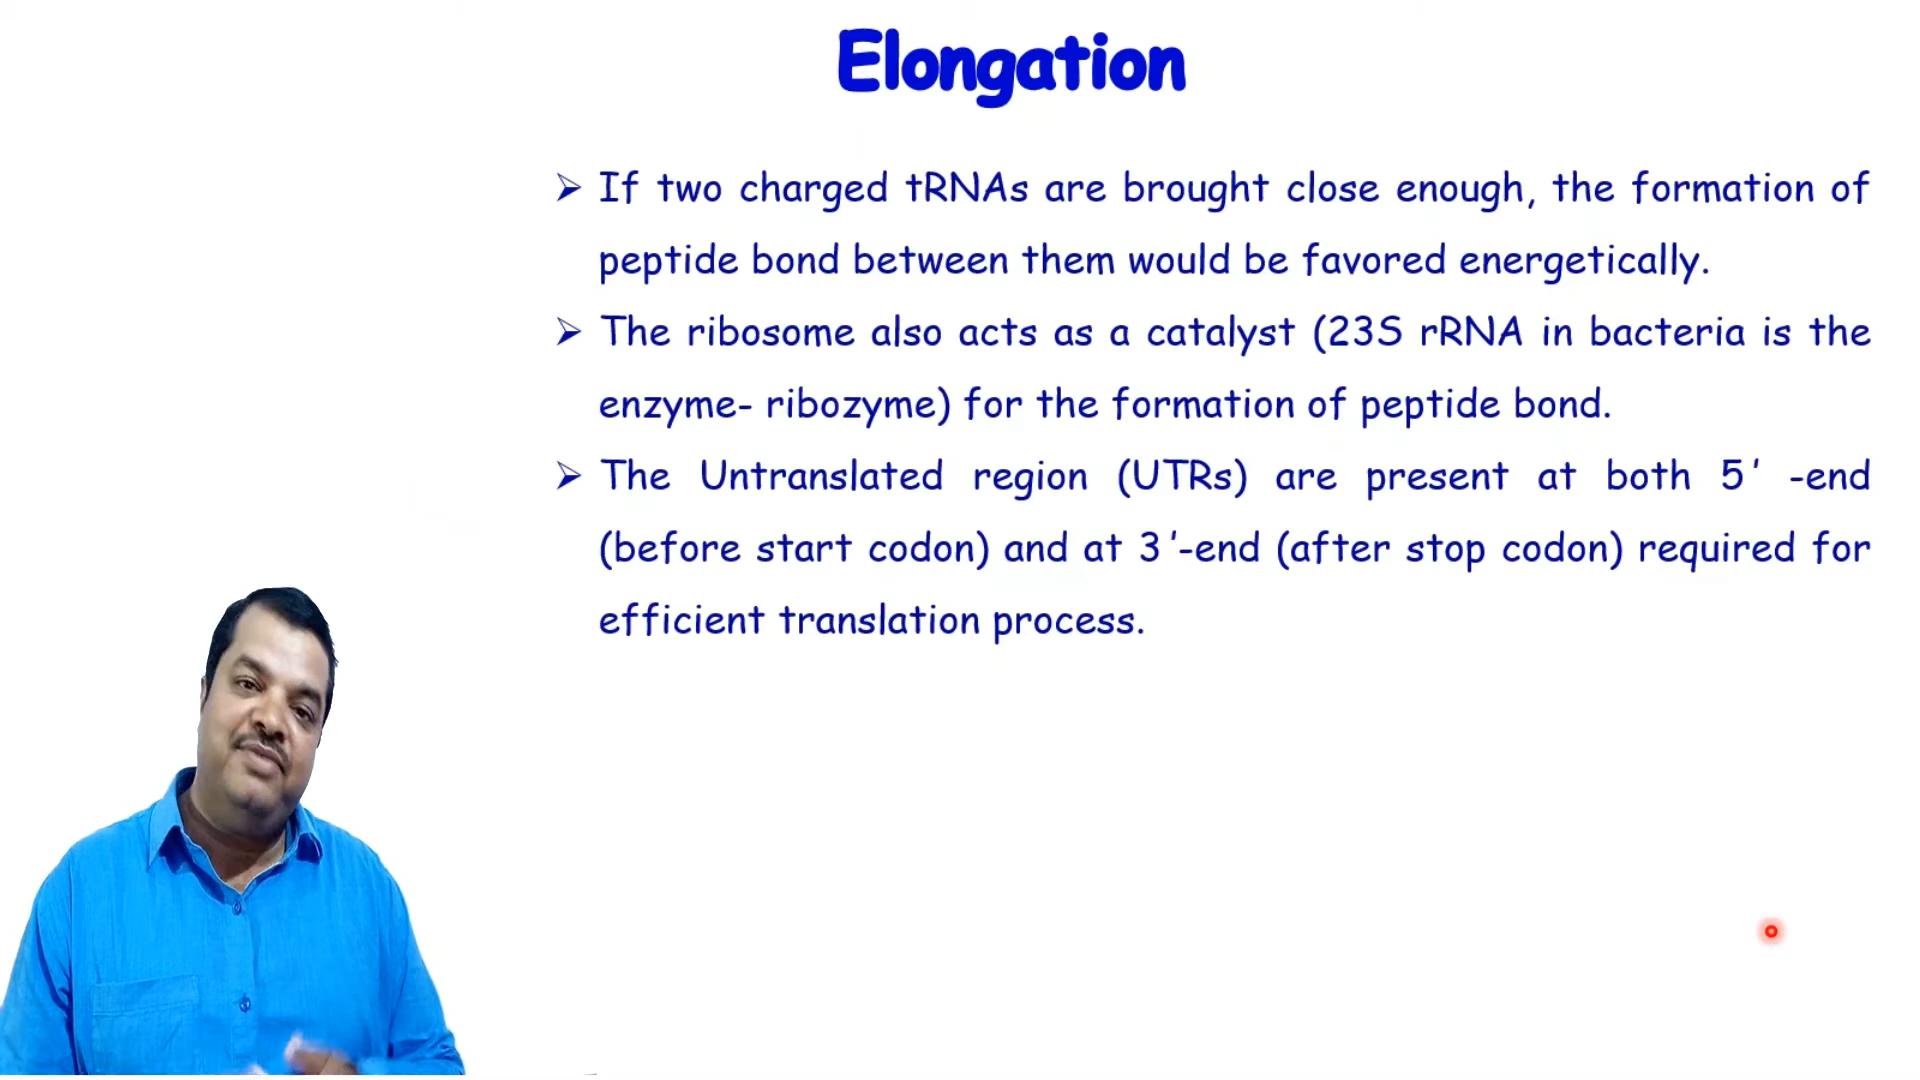 Elongation
➢ If two charged tRNAs are brought close enough, the formation of
peptide bond between them would be favored energetically.
➢ The ribosome also acts as a catalyst (23S rRNA in bacteria is the
enzyme- ribozyme) for the formation of peptide bond.
➢ The Untranslated region (UTRs) are present at both 5′ -end
(before start codon) and at 3′-end (after stop codon) required for
efficient translation process.